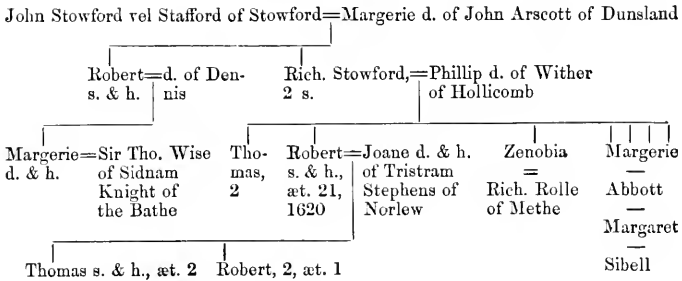 John Stowford vel Stafford of Stowford=Margerie d. of John Arscott of Dunsland
Robert=d. of Den-
s. & h. nis
Rich. Stowford,=Phillip d. of Wither
2 s. of Hollicomb
Margerie=Sir Tho. Wise
d. & h. of Sidnam
Knight of
the Bathe
Tho-
mas,
2
Robert=Joane d. & h.
s. & h., of Tristram
æt. 21, Stephens of
1620 Norlew
Zenobia
=
Rich. Rolle
of Methe
Margerie
—
Abbott
—
Margaret
—
Sibell
Thomas s. & h., æt. 2 Robert, 2, æt. 1